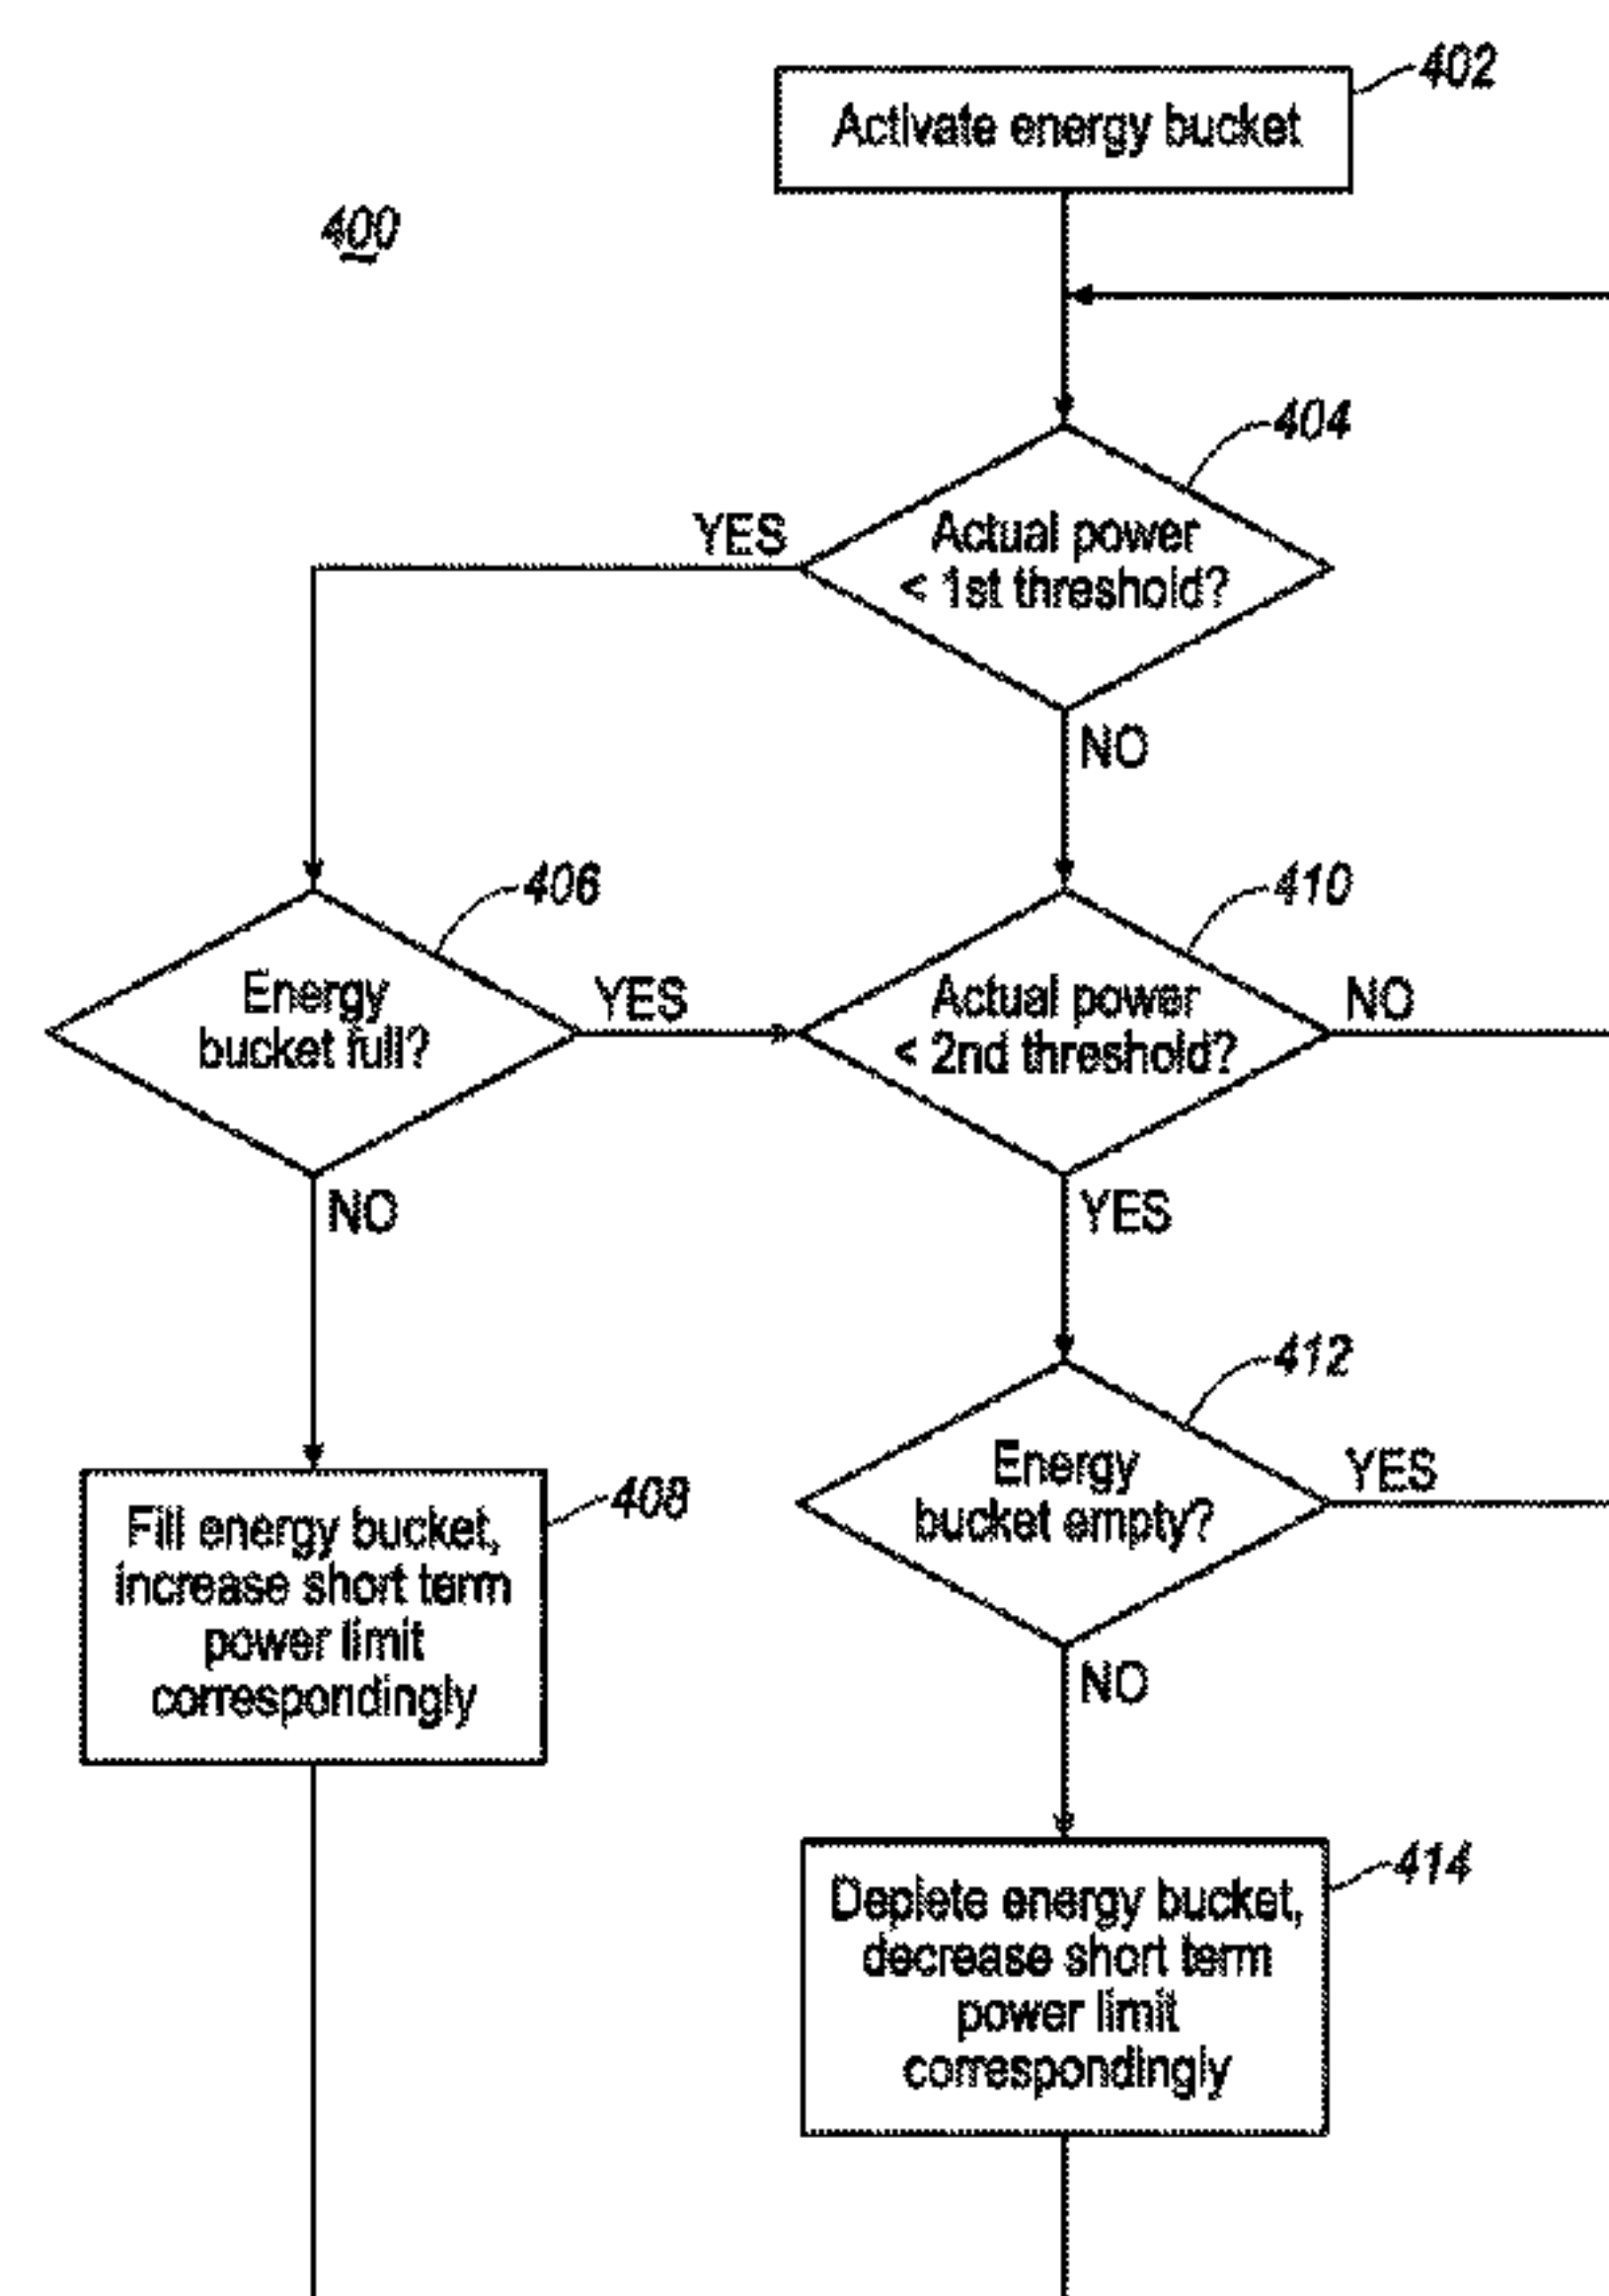 402
Activate energy bucket
400
404
YES
Actual power
< 1st threshold?
NO
406
410
Energy
bucket full?
YES
Actual power
< 2nd threshold?
NO
NO
YES
412
Energy
bucket empty?
YES
408
Fill energy bucket,
increase short term
power limit
correspondingly
NO
414
Deplete energy bucket,
decrease short term
power limit
correspondingly